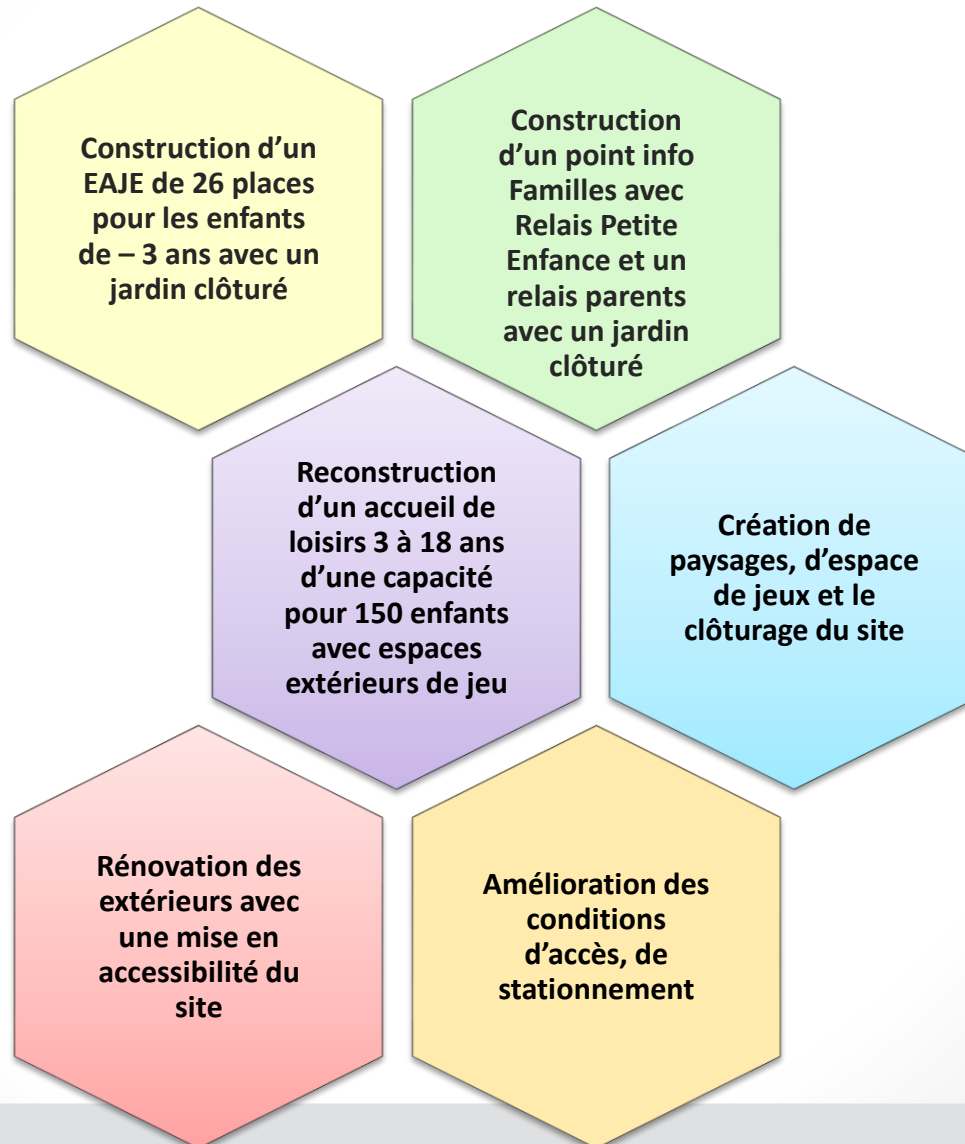 Construction d'un
EAJE de 26 places
pour les enfants
de – 3 ans avec un
jardin clôturé
Construction
d'un point info
Familles avec
Relais Petite
Enfance et un
relais parents
avec un jardin
clôturé
Reconstruction
d'un accueil de
loisirs 3 à 18 ans
d'une capacité
pour 150 enfants
avec espaces
extérieurs de jeu
Création de
paysages, d'espace
de jeux et le
clôturage du site
Rénovation des
extérieurs avec
une mise en
accessibilité du
site
Amélioration des
conditions
d'accès, de
stationnement